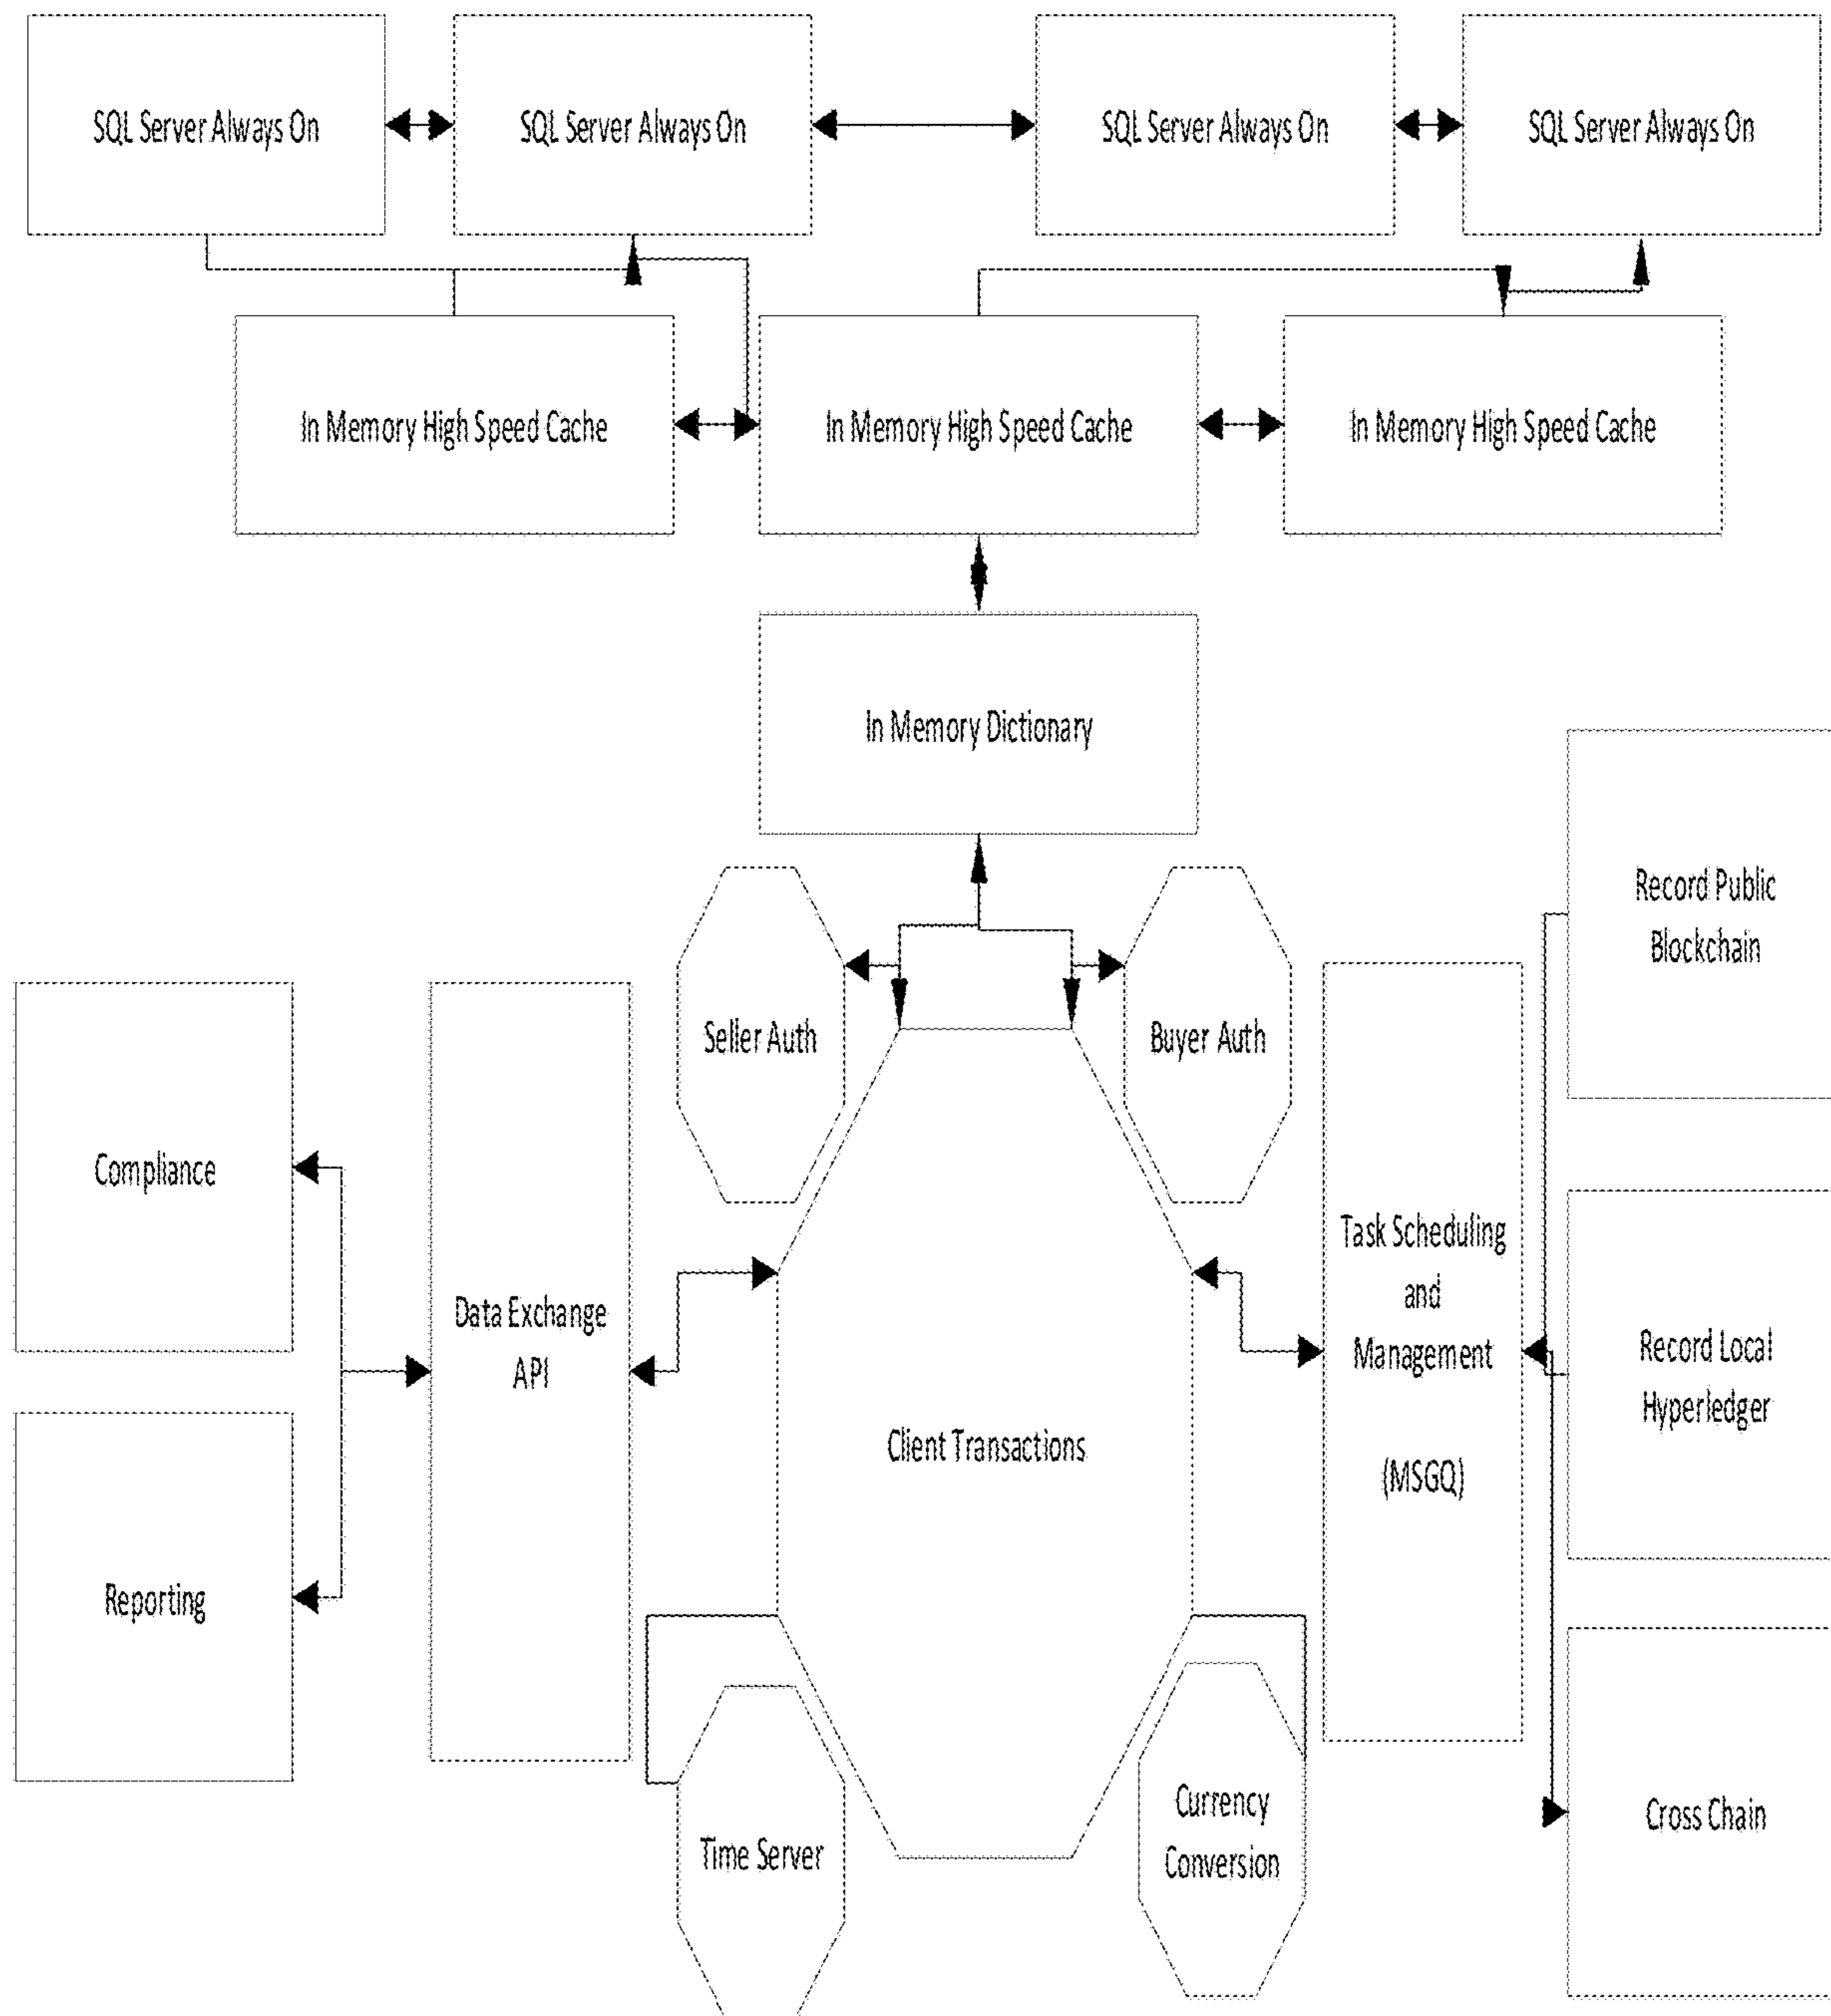 SQL Server Always On
SQL Server Always On
SQL Server Always On
SQL Server Always On
In Memory High Speed Cache
In Memory High Speed Cache
In Memory High Speed Cache
In Memory Dictionary
Record Public
Blockchain
Seller Auth
Buyer Auth
Compliance
Data Exchange
API
Task Scheduling
and
Management
(MSGQ)
Record Local
Hyperledger
Client Transactions
Reporting
Time Server
Currency
Conversion
Cross Chain